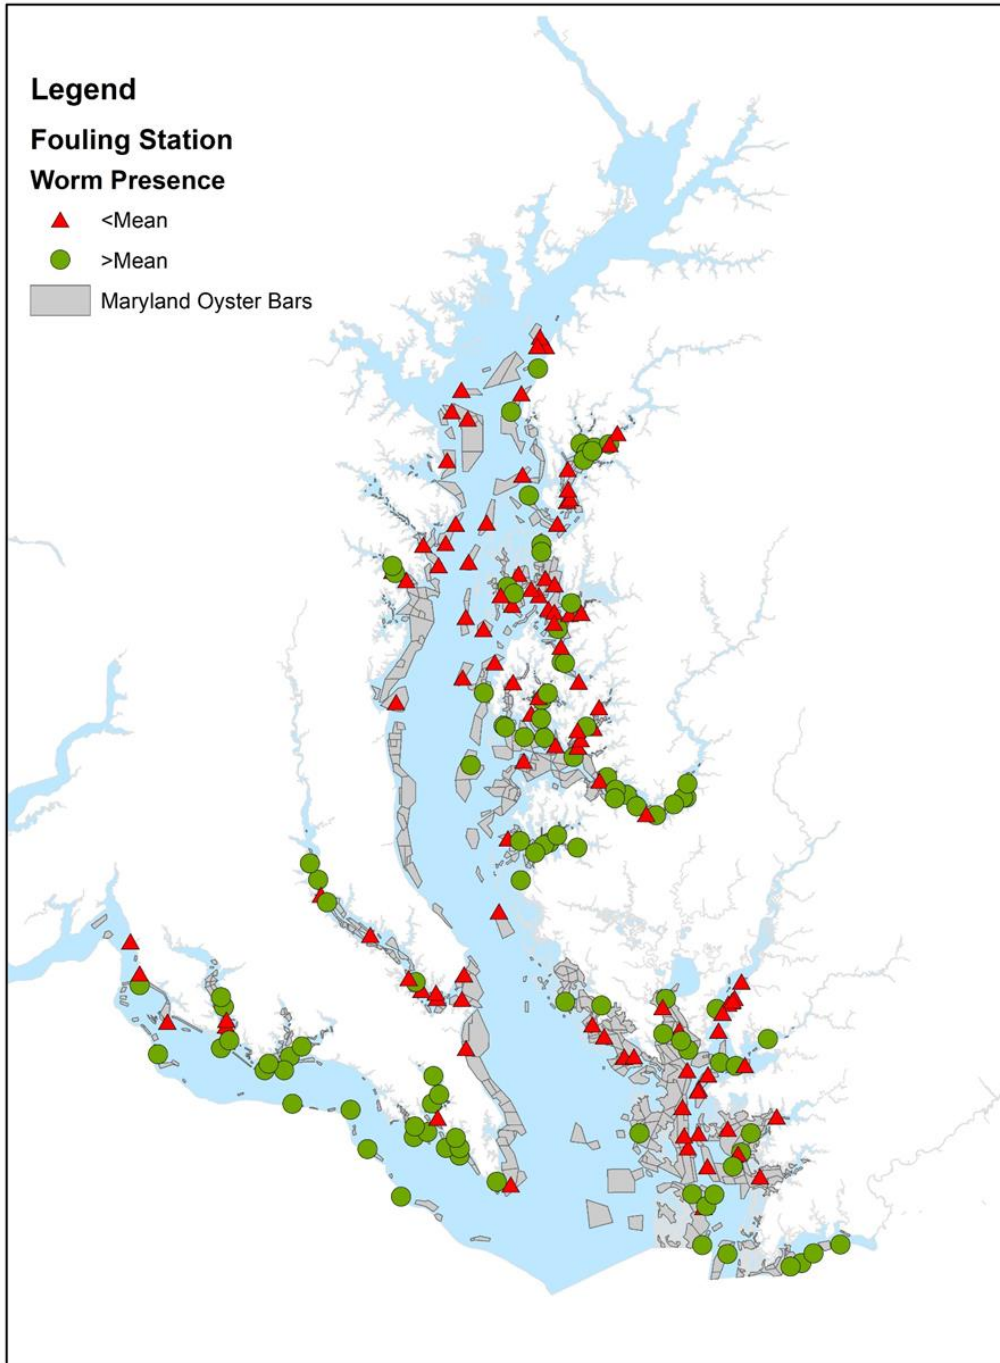 Legend
Fouling Station
Worm Presence
<Mean
>Mean
Maryland Oyster Bars